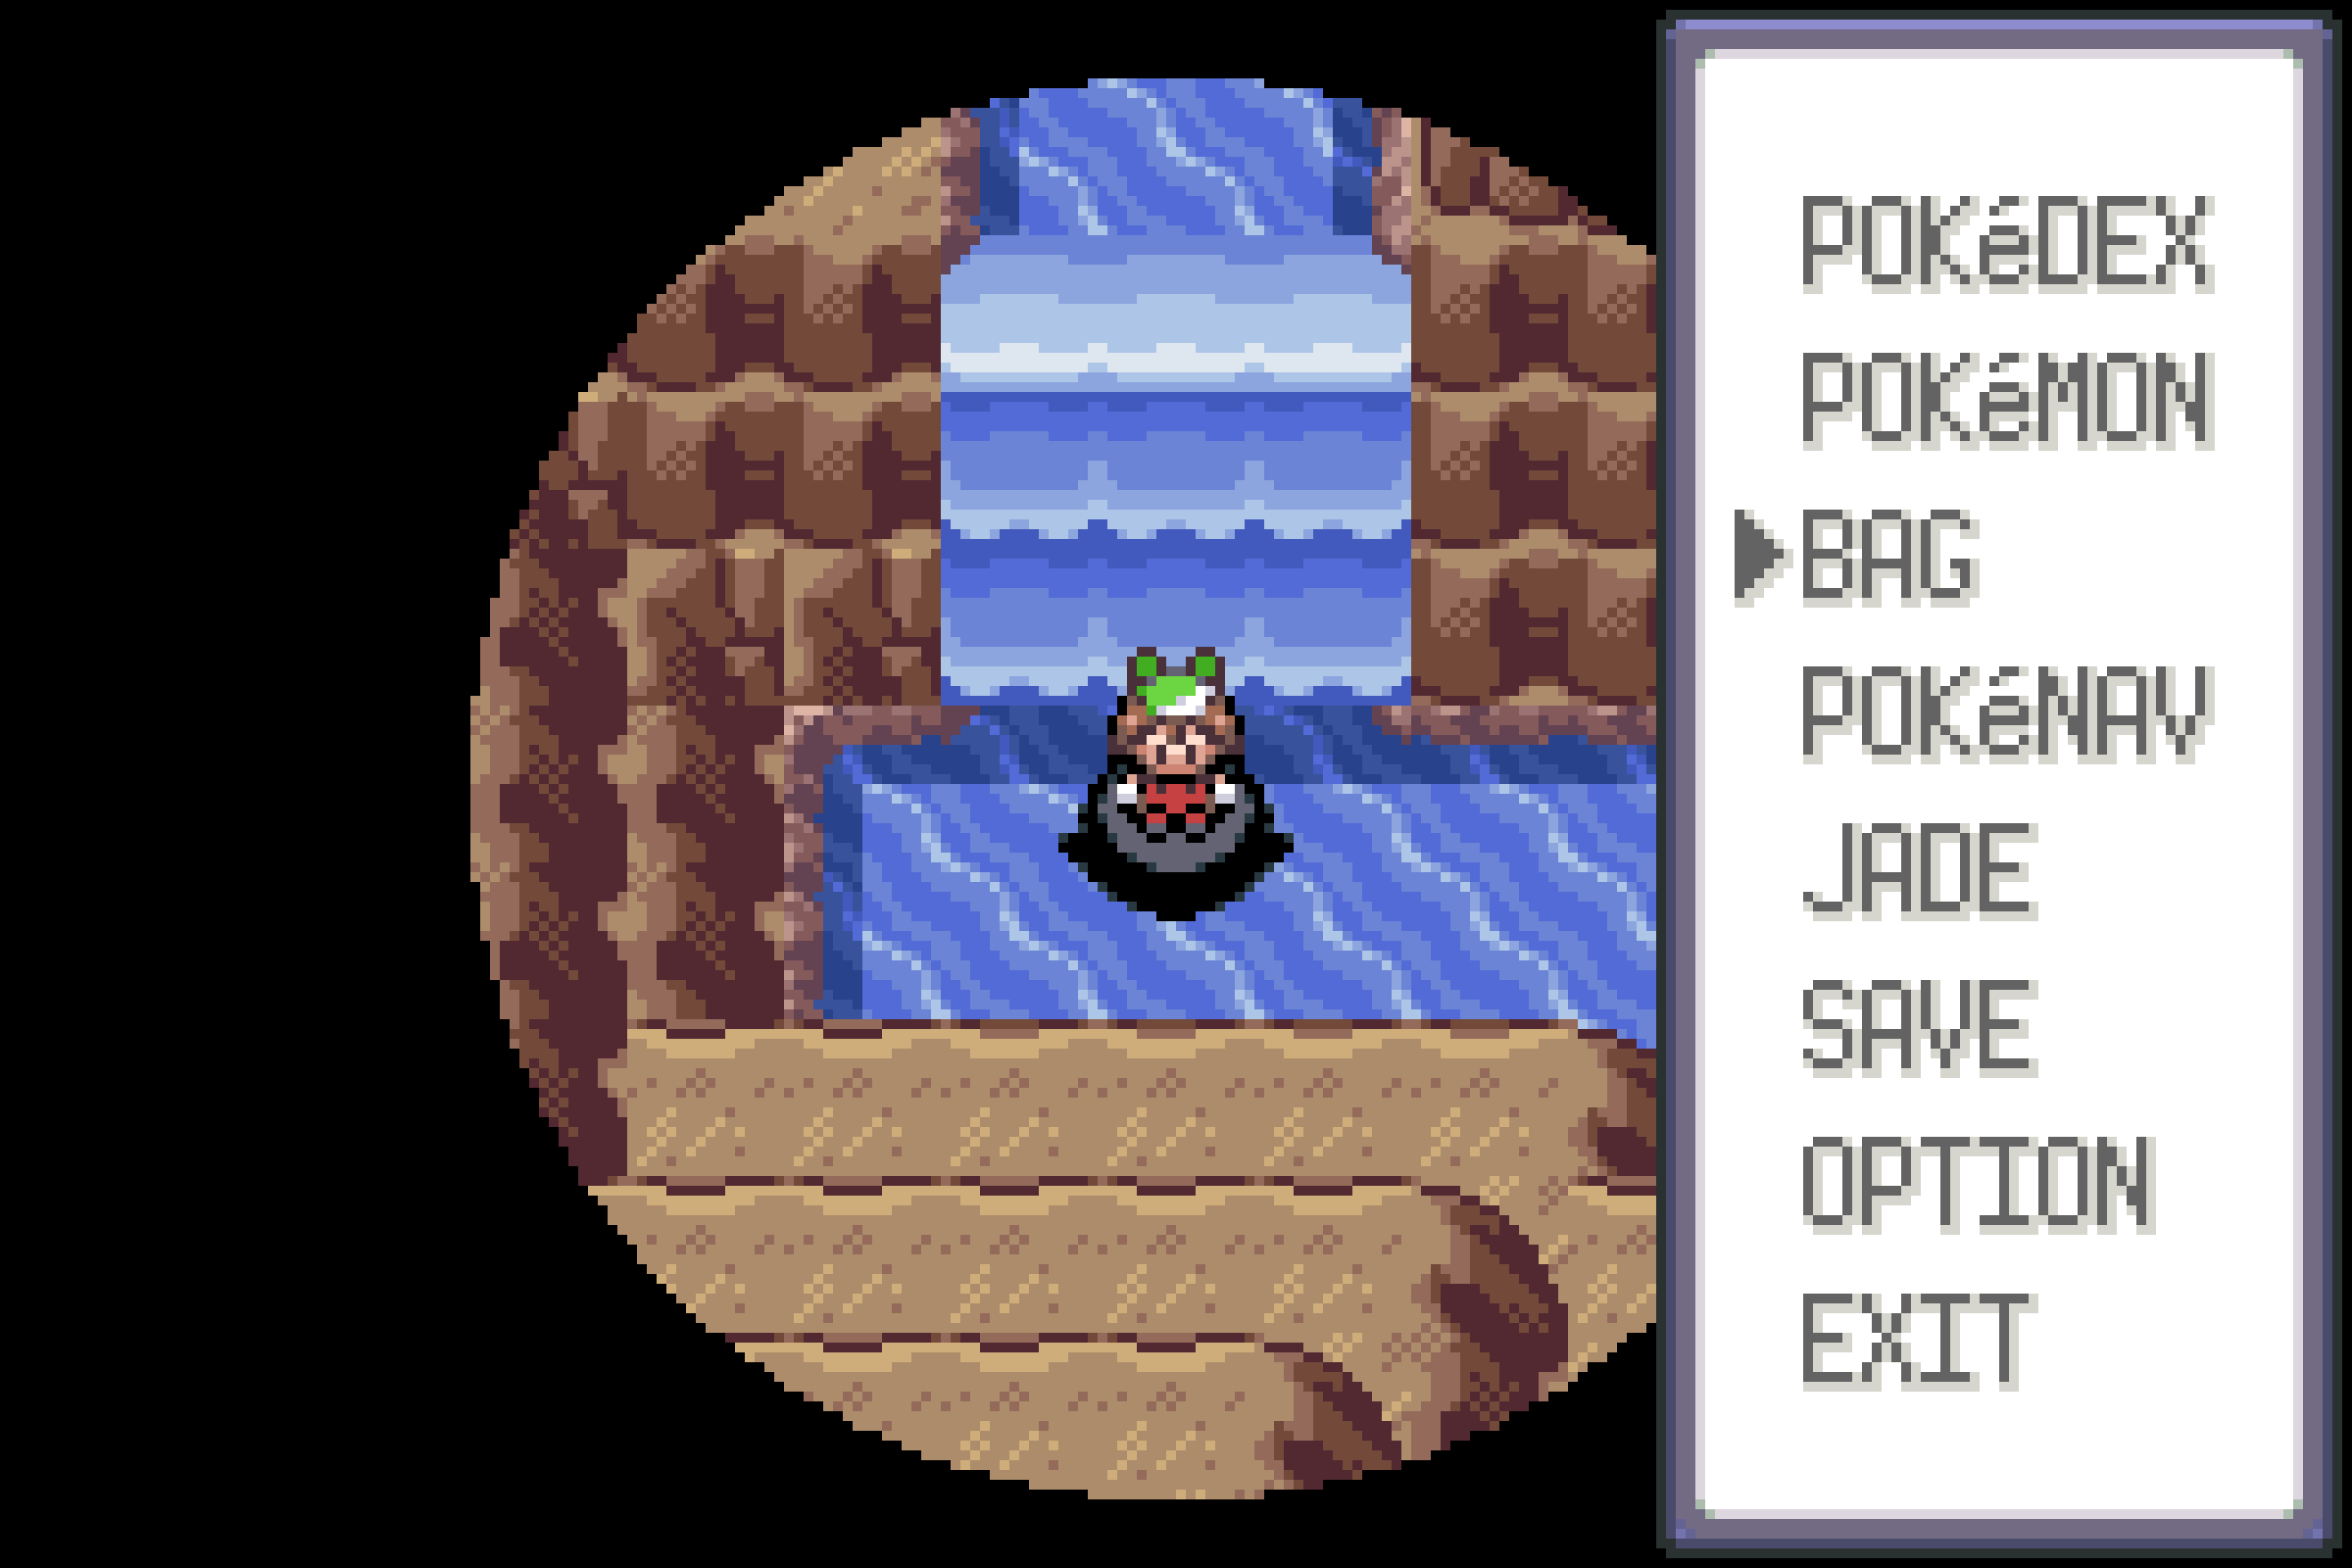 POKéDEX
POKéMON
▶BAG
POKéNAV
JADE
SAVE
OPTION
EXIT